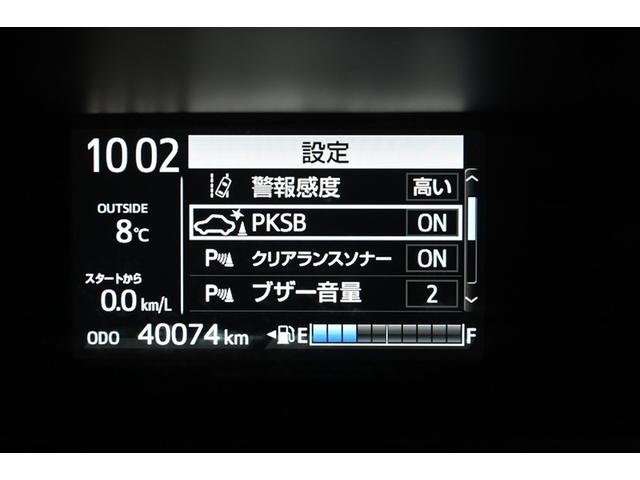 10:02
設定
警報感度 高い
OUTSIDE
8℃
PKSB ON
クリアランスソナー ON
スタートから
0.0 km/L
ブザー音量 2
ODO 40074 km
E F